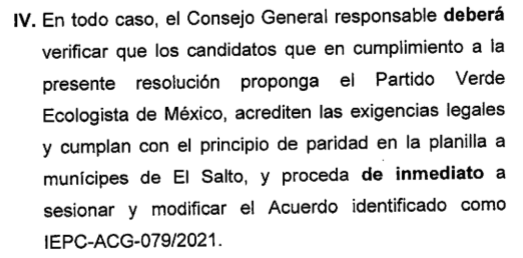 IV. En todo caso, el Consejo General responsable deberá
verificar que los candidatos que en cumplimiento a la
presente resolución proponga el Partido Verde
Ecologista de México, acrediten las exigencias legales
y cumplan con el principio de paridad en la planilla a
munícipes de El Salto, y proceda de inmediato a
sesionar y modificar el Acuerdo identificado como
IEPC-ACG-079/2021.